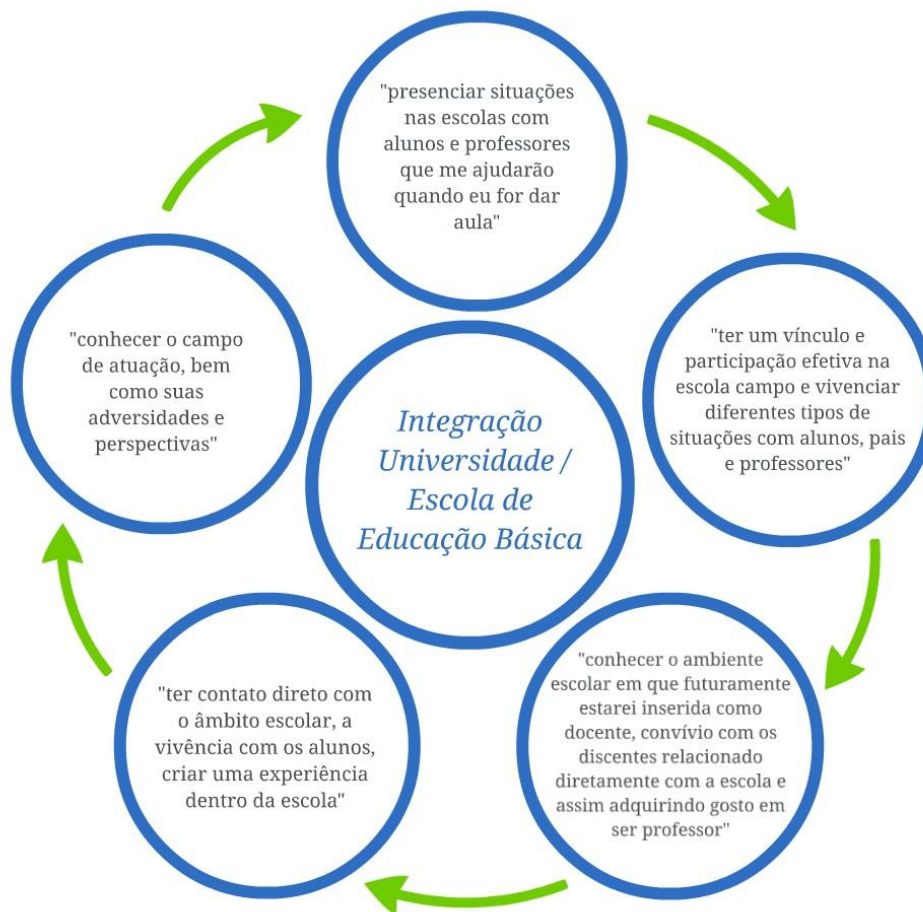 "presenciar situações
nas escolas com
alunos e professores
que me ajudarão
quando eu for dar
aula"
"ter um vínculo e
participação efetiva na
escola campo e vivenciar
diferentes tipos de
situações com alunos, pais
e professores"
"conhecer o ambiente
escolar em que futuramente
estarei inserida como
docente, convívio com os
discentes relacionado
diretamente com a escola e
assim adquirindo gosto em
ser professor"
"ter contato direto com
o âmbito escolar, a
vivência com os alunos,
criar uma experiência
dentro da escola"
"conhecer o campo
de atuação, bem
como suas
adversidades e
perspectivas"
Integração
Universidade /
Escola de
Educação Básica